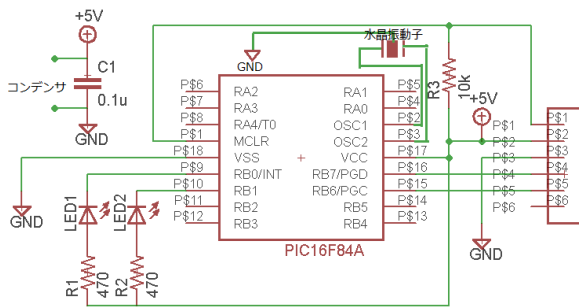 +5V
コンデンサ
C1
0.1u
GND
GND
水晶振動子
R3
10k
+5V
P$6
P$7
P$8
P$1
P$18
P$9
P$10
P$11
P$12
RA2
RA3
RA4/T0
MCLR
VSS
RB0/INT
RB1
RB2
RB3
RA1
RA0
OSC1
OSC2
VCC
RB7/PGD
RB6/PGC
RB5
RB4
P$5
P$4
P$2
P$3
P$17
P$16
P$15
P$14
P$13
PIC16F84A
P$1
P$2
P$3
P$4
P$5
P$6
P$1
P$2
P$3
P$4
P$5
P$6
GND
GND
LED1
LED2
R1
470
R2
470